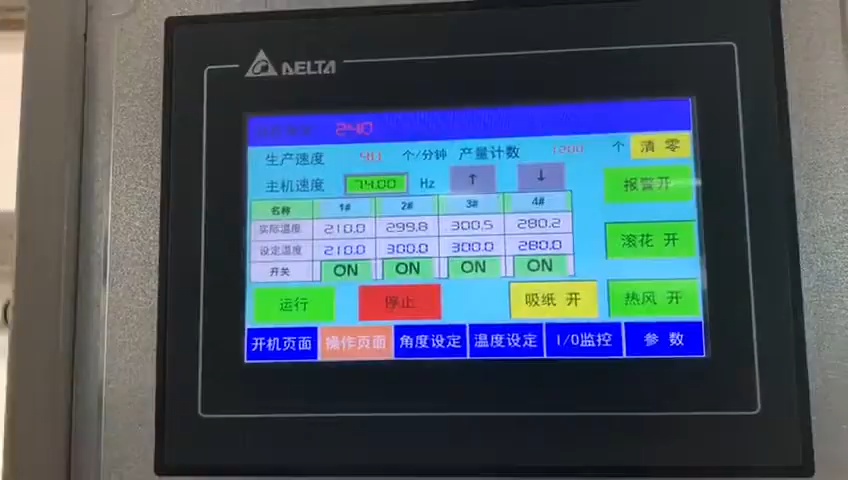 DELTA
240
生产速度 90 个/分钟 产量计数 1200 个 清 零
主机速度 74.00 Hz ↑ ↓ 报警开
名称 1# 2# 3# 4#
实际温度 210.0 299.8 300.5 280.2
设定温度 210.0 300.0 300.0 280.0
滚花 开
开关 ON ON ON ON
运行 停止 吸纸 开 热风 开
开机页面 操作页面 角度设定 温度设定 I/O监控 参 数